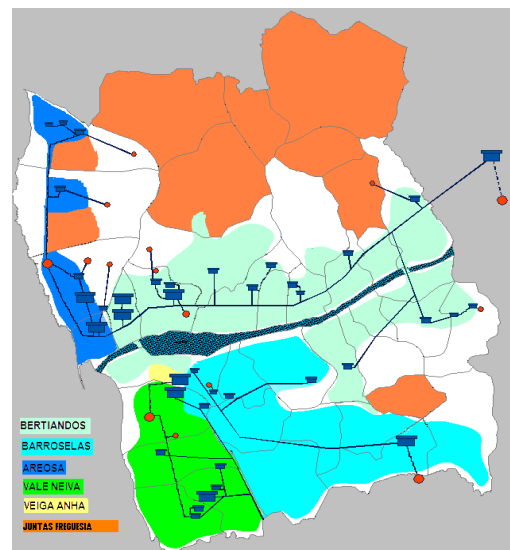 BERTIANDOS
BARROSELAS
AREOSA
VALE NEIVA
VEIGA ANHA
JUNTAS FREGUESIA